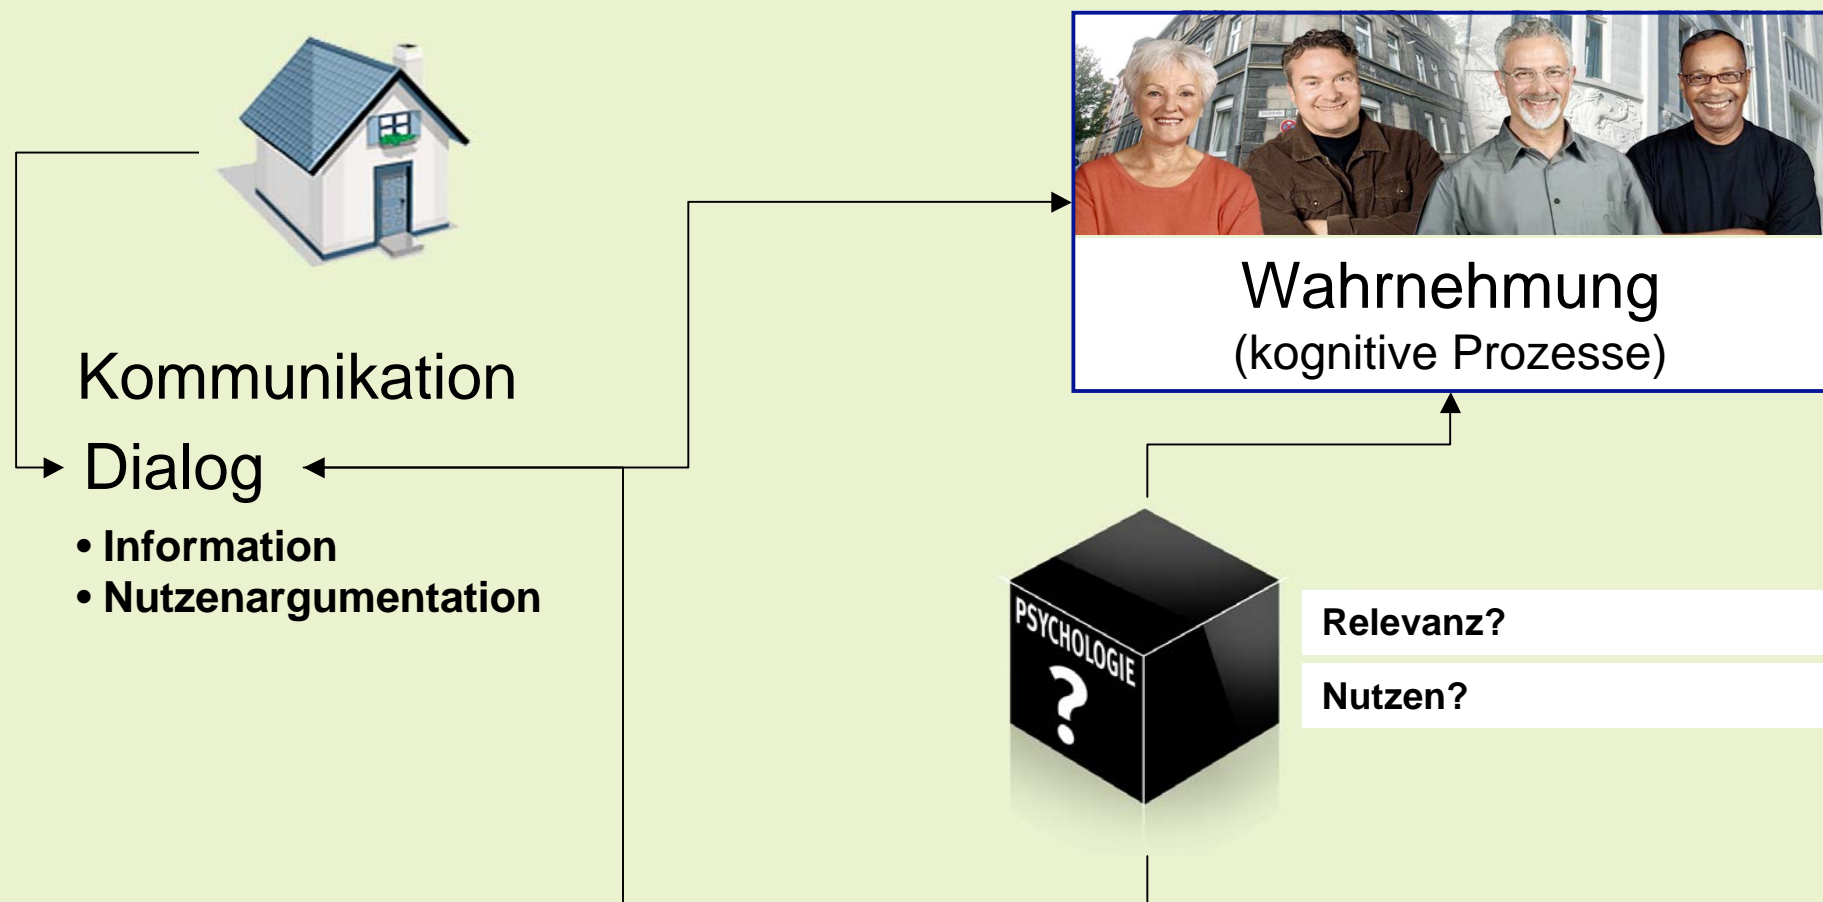 Wahrnehmung
(kognitive Prozesse)
Kommunikation
Dialog
• Information
• Nutzenargumentation
PSYCHOLOGIE
?
Relevanz?
Nutzen?